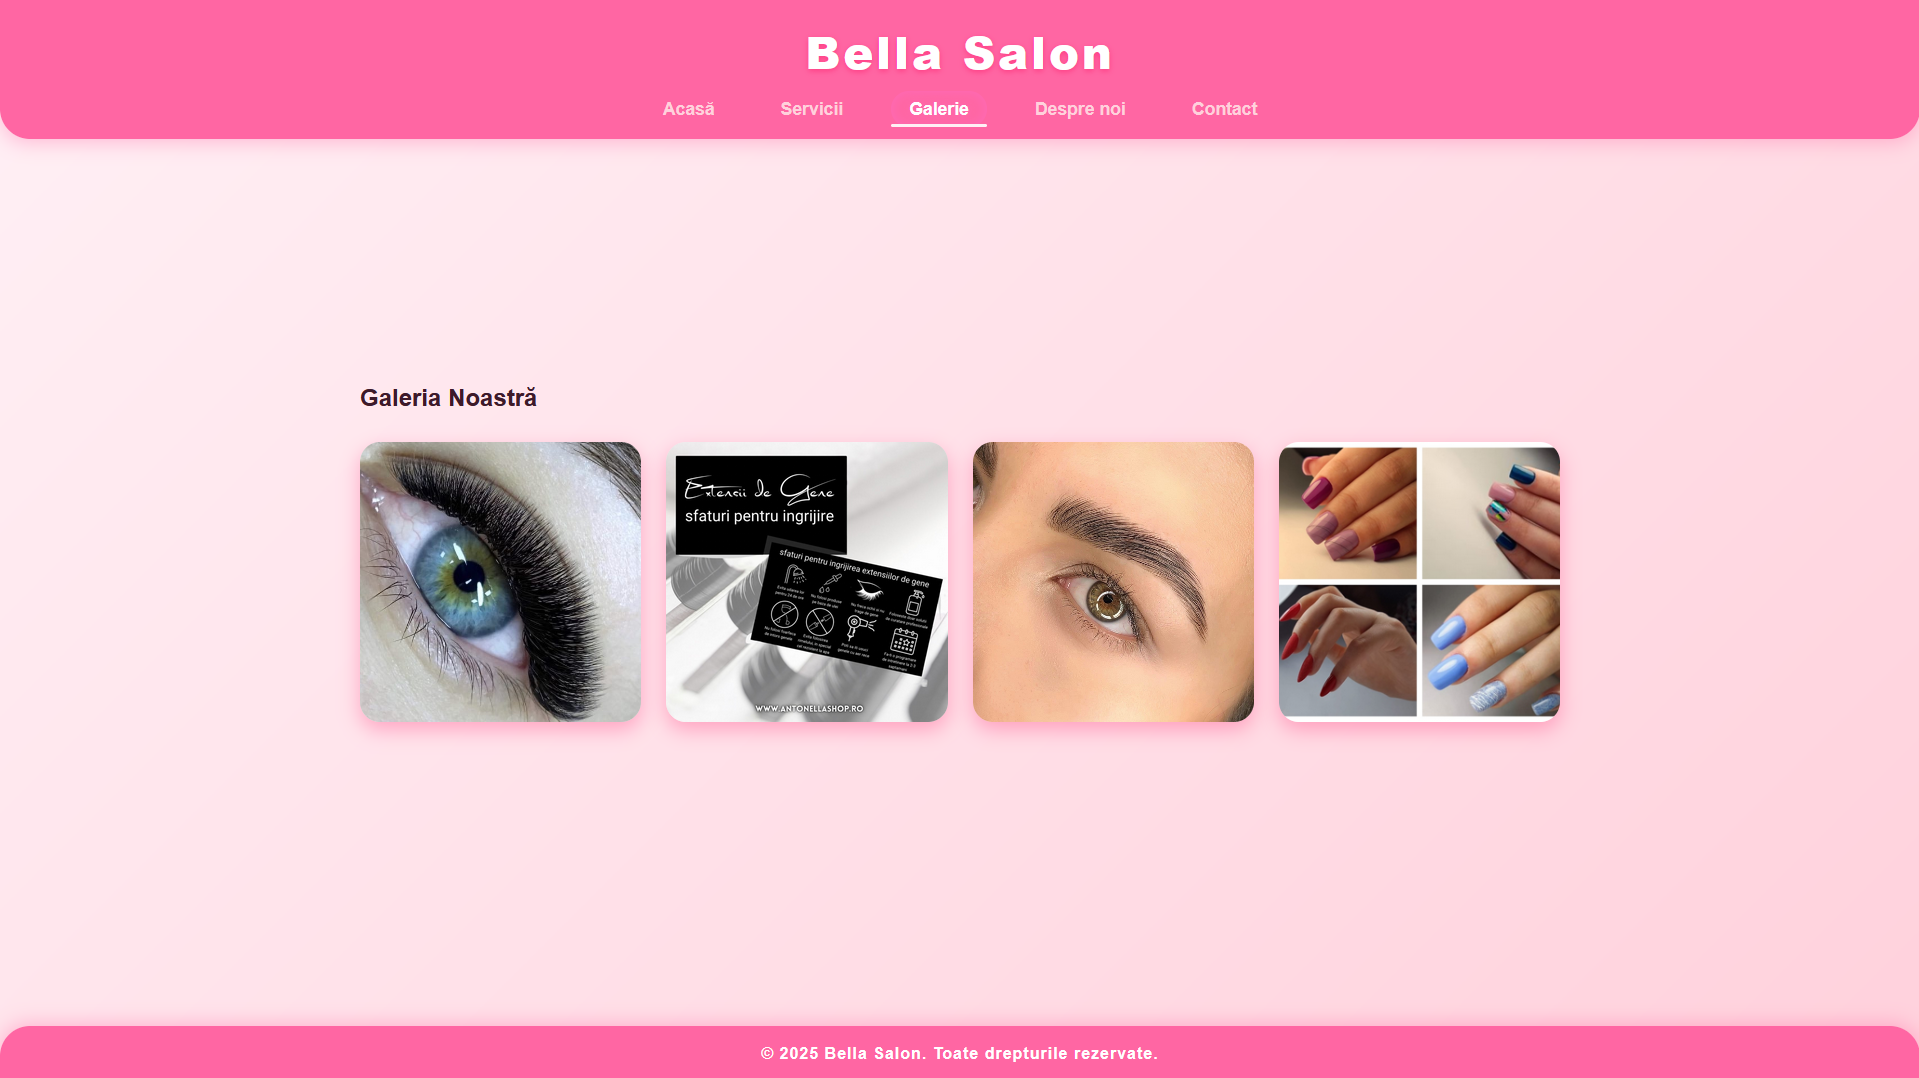 Bella Salon
Acasă
Servicii
Galerie
Despre noi
Contact
Galeria Noastră
Extensii de Gene
sfaturi pentru ingrijire
sfaturi pentru ingrijirea extensiilor de gene
WWW.ANTONELLASHOP.RO
© 2025 Bella Salon. Toate drepturile rezervate.